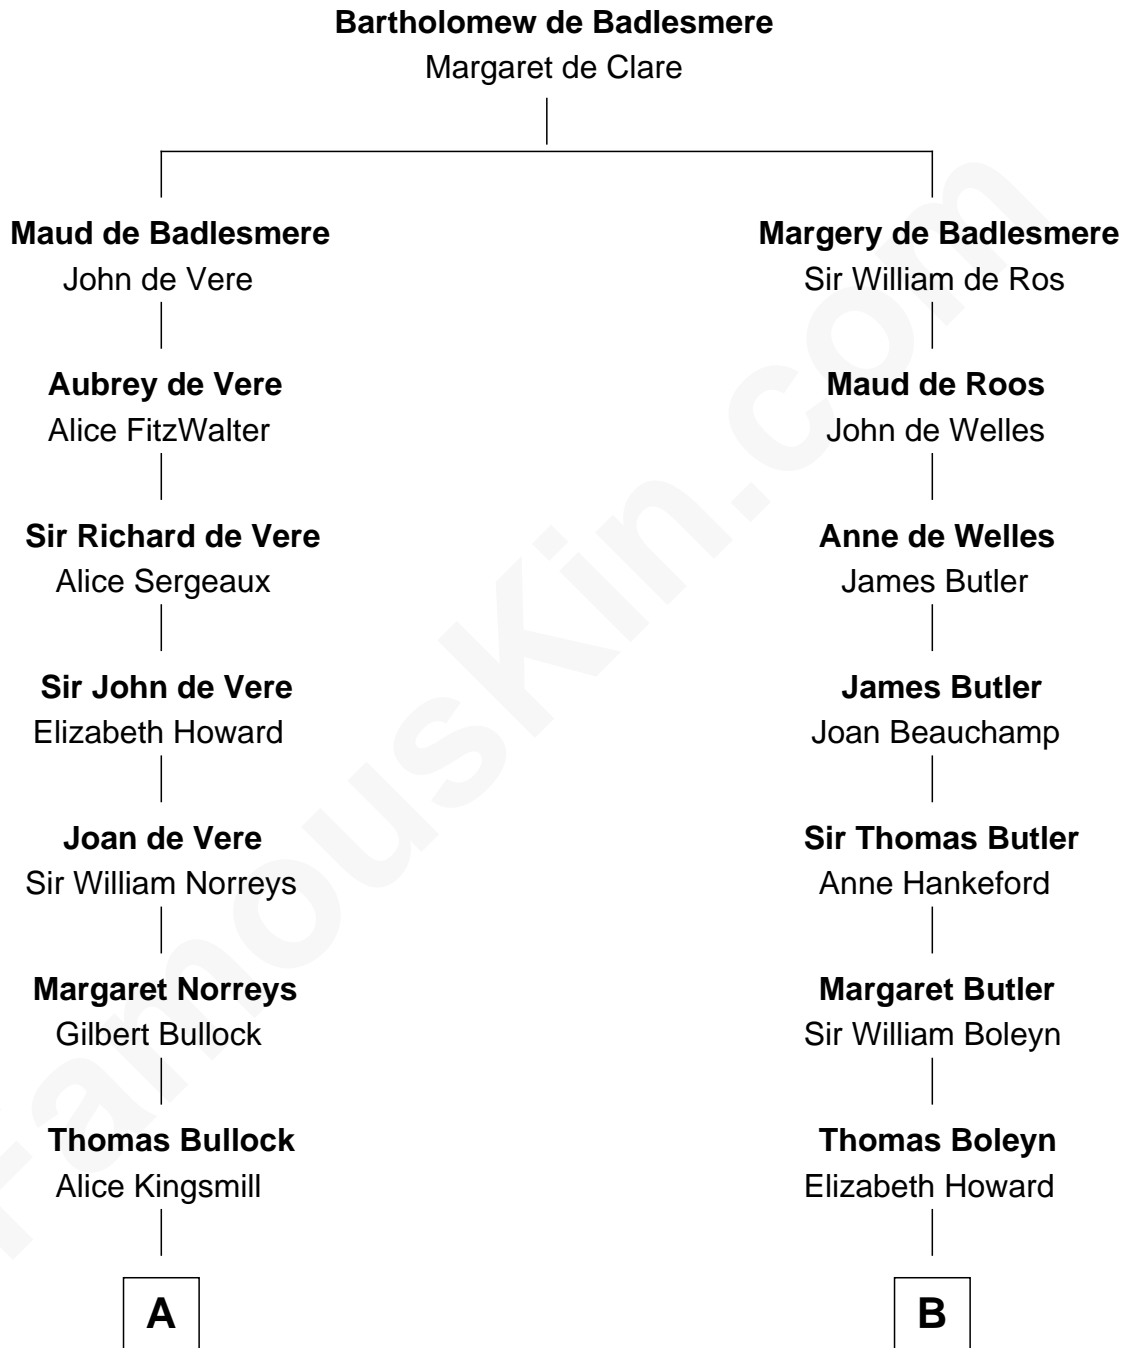 Bartholomew de Badlesmere
Margaret de Clare
Maud de Badlesmere
John de Vere
Margery de Badlesmere
Sir William de Ros
Aubrey de Vere
Alice FitzWalter
Maud de Roos
John de Welles
Sir Richard de Vere
Alice Sergeaux
Anne de Welles
James Butler
Sir John de Vere
Elizabeth Howard
James Butler
Joan Beauchamp
Joan de Vere
Sir William Norreys
Sir Thomas Butler
Anne Hankeford
Margaret Norreys
Gilbert Bullock
Margaret Butler
Sir William Boleyn
Thomas Bullock
Alice Kingsmill
Thomas Boleyn
Elizabeth Howard
A
B
FamousKin.com